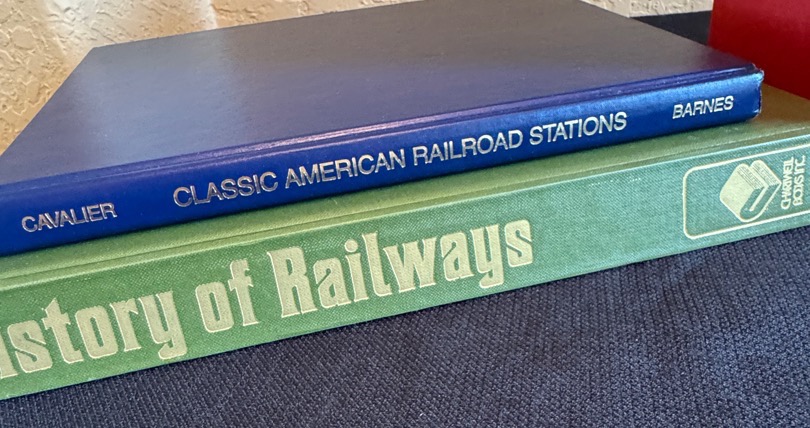 CAVALIER CLASSIC AMERICAN RAILROAD STATIONS BARNES
istory of Railways
CHARTWELL
BOOKS INC.